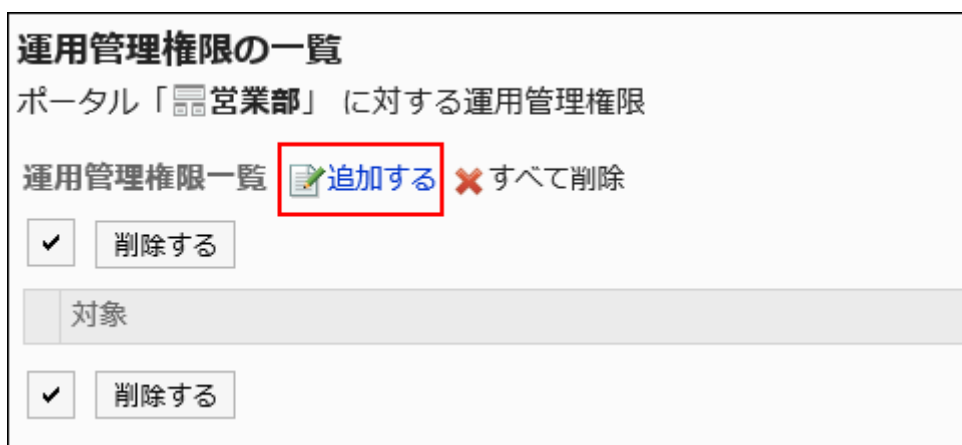 運用管理権限の一覧
ポータル「営業部」 に対する運用管理権限
運用管理権限一覧 追加する すべて削除
削除する
対象
削除する